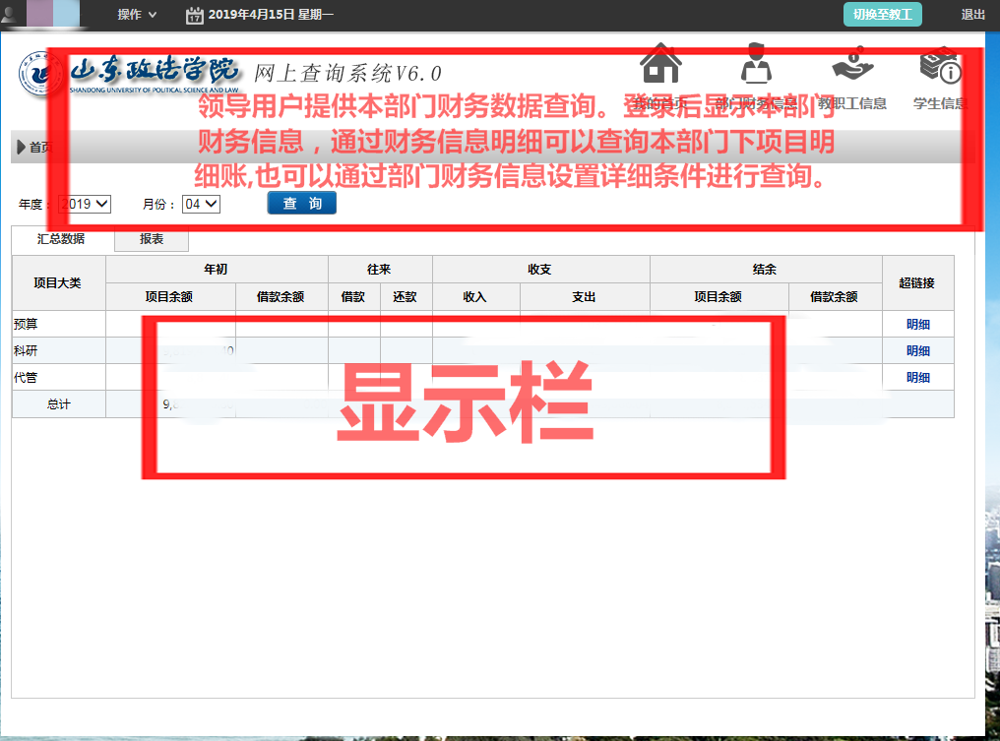 操作
17 2019年4月15日 星期一
切换至教工
退出
山东政法学院
SHANDONG UNIVERSITY OF POLITICAL SCIENCE AND LAW
网上查询系统V6.0
我的首页 部门财务信息 教职工信息 学生信息
领导用户提供本部门财务数据查询。登录后显示本部门
财务信息，通过财务信息明细可以查询本部门下项目明
细账,也可以通过部门财务信息设置详细条件进行查询。
首页
年度： 2019 月份： 04 查 询
汇总数据 报表
项目大类 年初 往来 收支 结余 超链接
项目余额 借款余额 借款 还款 收入 支出 项目余额 借款余额
预算 明细
科研 明细
代管 明细
总计
显示栏